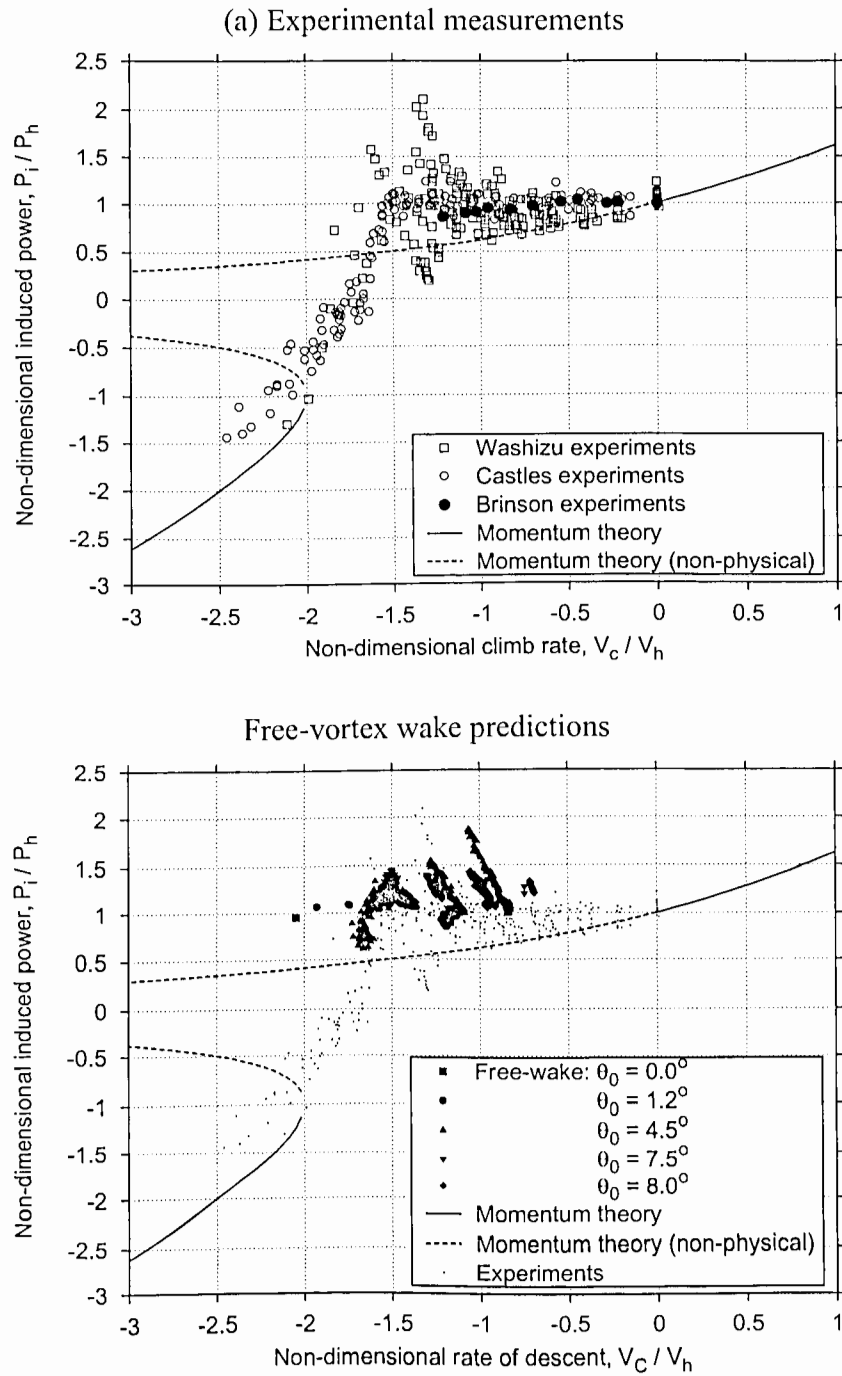 (a) Experimental measurements
2.5
2
1.5
1
0.5
0
-0.5
-1
-1.5
-2
-2.5
-3
Non-dimensional induced power, P_i / P_h
□ Washizu experiments
○ Castles experiments
● Brinson experiments
Momentum theory
Momentum theory (non-physical)
-3 -2.5 -2 -1.5 -1 -0.5 0 0.5 1
Non-dimensional climb rate, V_c / V_h
Free-vortex wake predictions
2.5
2
1.5
1
0.5
0
-0.5
-1
-1.5
-2
-2.5
-3
Non-dimensional induced power, P_i / P_h
Free-wake: θ_0 = 0.0°
θ_0 = 1.2°
θ_0 = 4.5°
θ_0 = 7.5°
θ_0 = 8.0°
Momentum theory
Momentum theory (non-physical)
Experiments
-3 -2.5 -2 -1.5 -1 -0.5 0 0.5 1
Non-dimensional rate of descent, V_C / V_h